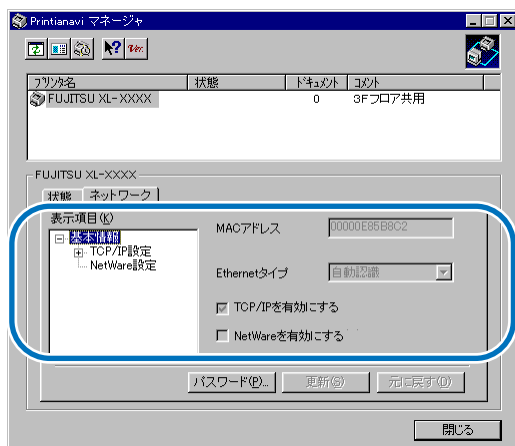 Printianavi マネージャ
Ver.
プリンタ名 状態 ドキュメント コメント
FUJITSU XL-XXXX 0 3Fフロア共用
FUJITSU XL-XXXX
状態 ネットワーク
表示項目(K)
基本情報
TCP/IP設定
NetWare設定
MACアドレス 00000E85B8C2
Ethernetタイプ 自動認識
TCP/IPを有効にする
NetWareを有効にする
パスワード(P)... 更新(S) 元に戻す(O)
閉じる